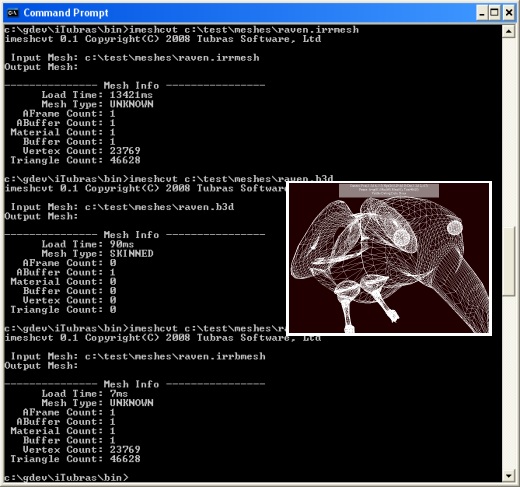 Command Prompt
c:\gdev\iTubras\bin>imeshcvt c:\test\meshes\raven.irrmesh
imeshcvt 0.1 Copyright(C) 2008 Tubras Software, Ltd
Input Mesh: c:\test\meshes\raven.irrmesh
Output Mesh:
--------------- Mesh Info ----------------
Load Time: 13421ms
Mesh Type: UNKNOWN
AFrame Count: 1
ABuffer Count: 1
Material Count: 1
Buffer Count: 1
Vertex Count: 23769
Triangle Count: 46628
c:\gdev\iTubras\bin>imeshcvt c:\test\meshes\raven.b3d
imeshcvt 0.1 Copyright(C) 2008 Tubras Softwa
Input Mesh: c:\test\meshes\raven.b3d
Output Mesh:
--------------- Mesh Info ----------------
Load Time: 90ms
Mesh Type: SKINNED
AFrame Count: 0
ABuffer Count: 1
Material Count: 0
Buffer Count: 0
Vertex Count: 0
Triangle Count: 0
c:\gdev\iTubras\bin>imeshcvt c:\test\meshes\
imeshcvt 0.1 Copyright(C) 2008 Tubras Software, Ltd
Input Mesh: c:\test\meshes\raven.irrbmesh
Output Mesh:
--------------- Mesh Info ----------------
Load Time: 7ms
Mesh Type: UNKNOWN
AFrame Count: 1
ABuffer Count: 1
Material Count: 1
Buffer Count: 1
Vertex Count: 23769
Triangle Count: 46628
c:\gdev\iTubras\bin>